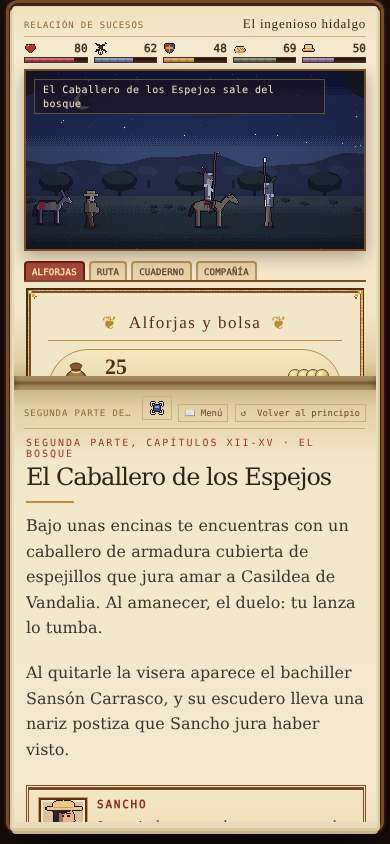 RELACIÓN DE SUCESOS
El ingenioso hidalgo
80 62 48 69 50
El Caballero de los Espejos sale del
bosque
ALFORJAS RUTA CUADERNO COMPAÑÍA
Alforjas y bolsa
25
SEGUNDA PARTE DE… Menú ↺ Volver al principio
SEGUNDA PARTE, CAPÍTULOS XII-XV · EL
BOSQUE
El Caballero de los Espejos
Bajo unas encinas te encuentras con un
caballero de armadura cubierta de
espejillos que jura amar a Casildea de
Vandalia. Al amanecer, el duelo: tu lanza
lo tumba.
Al quitarle la visera aparece el bachiller
Sansón Carrasco, y su escudero lleva una
nariz postiza que Sancho jura haber
visto.
SANCHO